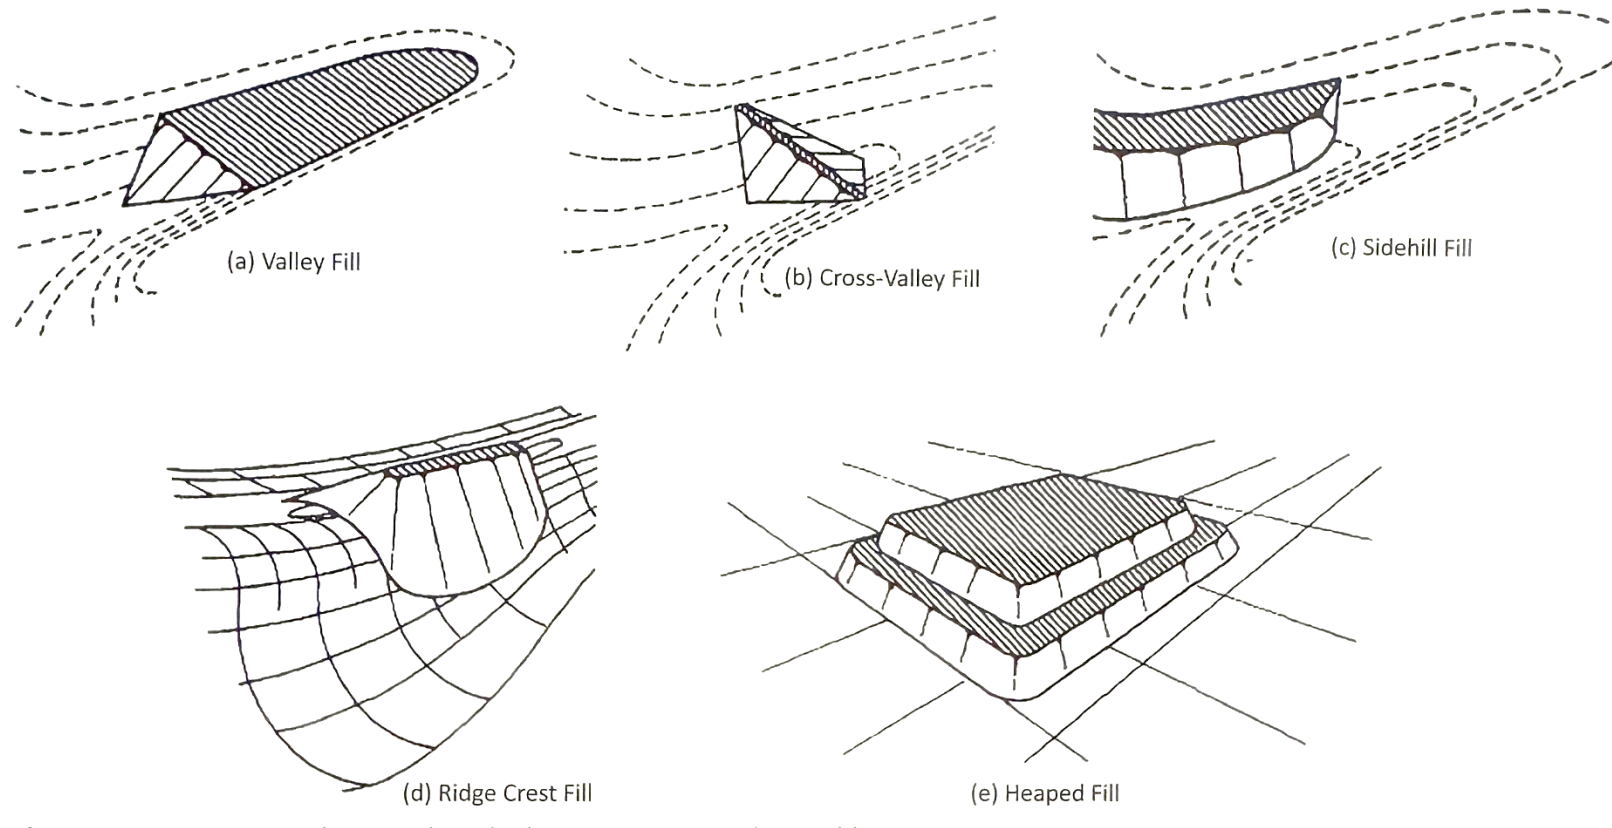 (a) Valley Fill
(b) Cross-Valley Fill
(c) Sidehill Fill
(d) Ridge Crest Fill
(e) Heaped Fill